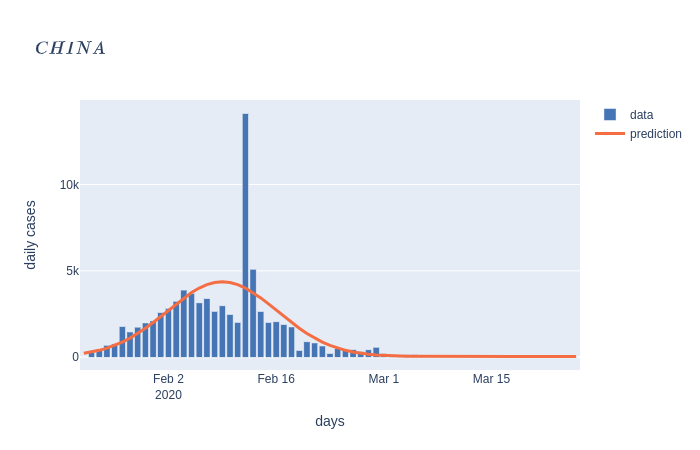 CHINA
data
prediction
daily cases
10k
5k
0
Feb 2
2020
Feb 16
Mar 1
Mar 15
days